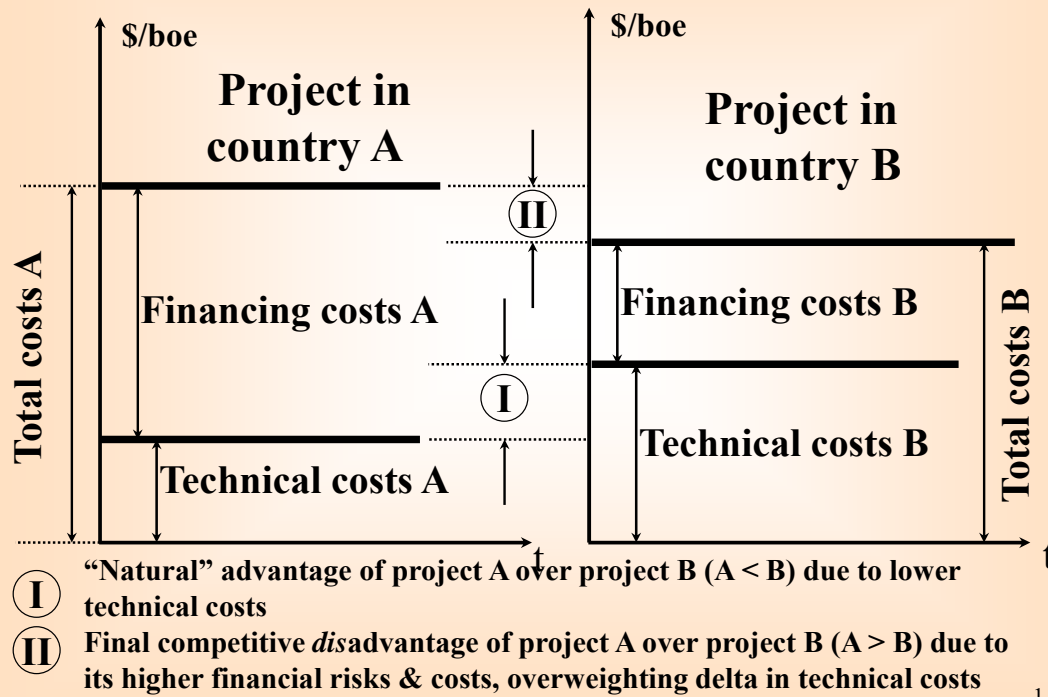 $/boe
Project in
country A
Total costs A
Financing costs A
Technical costs A
t
II
I
$/boe
Project in
country B
Financing costs B
Technical costs B
Total costs B
t
I
“Natural” advantage of project A over project B (A < B) due to lower
technical costs
II
Final competitive disadvantage of project A over project B (A > B) due to
its higher financial risks & costs, overweighting delta in technical costs
1